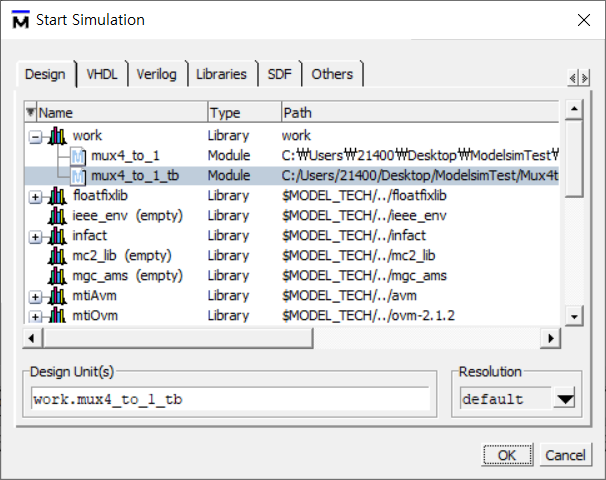 Start Simulation
Design VHDL Verilog Libraries SDF Others
Name Type Path
work Library work
mux4_to_1 Module C:₩Users₩21400₩Desktop₩ModelsimTest₩
mux4_to_1_tb Module C:/Users/21400/Desktop/ModelsimTest/Mux4t
floatfixlib Library $MODEL_TECH/../floatfixlib
ieee_env (empty) Library $MODEL_TECH/../ieee_env
infact Library $MODEL_TECH/../infact
mc2_lib (empty) Library $MODEL_TECH/../mc2_lib
mgc_ams (empty) Library $MODEL_TECH/../mgc_ams
mtiAvm Library $MODEL_TECH/../avm
mtiOvm Library $MODEL_TECH/../ovm-2.1.2
Design Unit(s) Resolution
work.mux4_to_1_tb default
OK Cancel